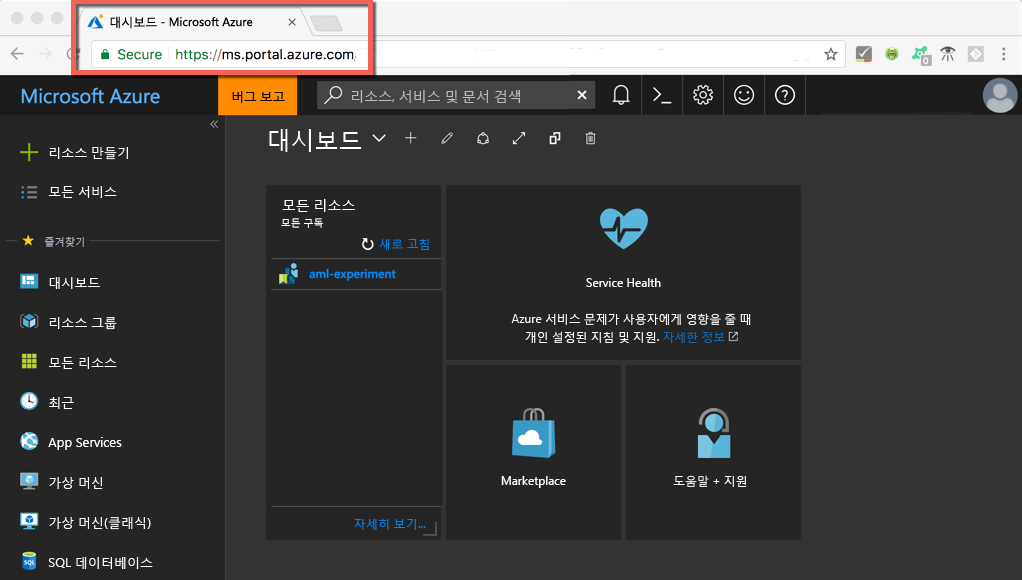 대시보드 - Microsoft Azure
Secure https://ms.portal.azure.com
Microsoft Azure
버그 보고
리소스, 서비스 및 문서 검색
대시보드
리소스 만들기
모든 서비스
즐겨찾기
대시보드
리소스 그룹
모든 리소스
최근
App Services
가상 머신
가상 머신(클래식)
SQL 데이터베이스
모든 리소스
모든 구독
새로 고침
aml-experiment
자세히 보기...
Service Health
Azure 서비스 문제가 사용자에게 영향을 줄 때
개인 설정된 지침 및 지원. 자세한 정보
Marketplace
도움말 + 지원
0
SQL